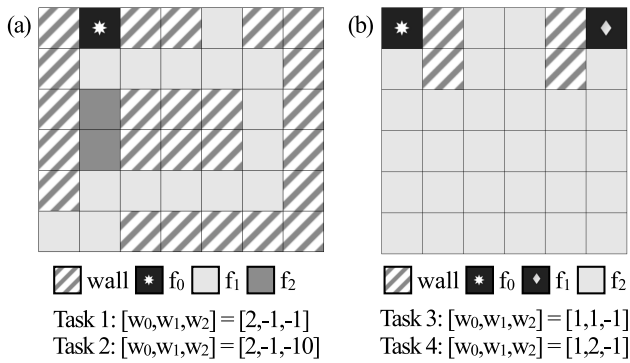 (a)
(b)
wall f₀ f₁ f₂
Task 1: [w₀,w₁,w₂] = [2,-1,-1]
Task 2: [w₀,w₁,w₂] = [2,-1,-10]
wall f₀ f₁ f₂
Task 3: [w₀,w₁,w₂] = [1,1,-1]
Task 4: [w₀,w₁,w₂] = [1,2,-1]